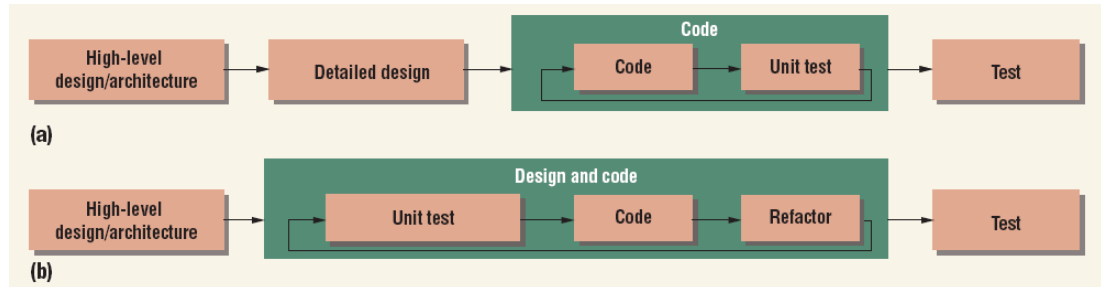 Code
High-level
design/architecture
Detailed design
Code
Unit test
Test
(a)
Design and code
High-level
design/architecture
Unit test
Code
Refactor
Test
(b)